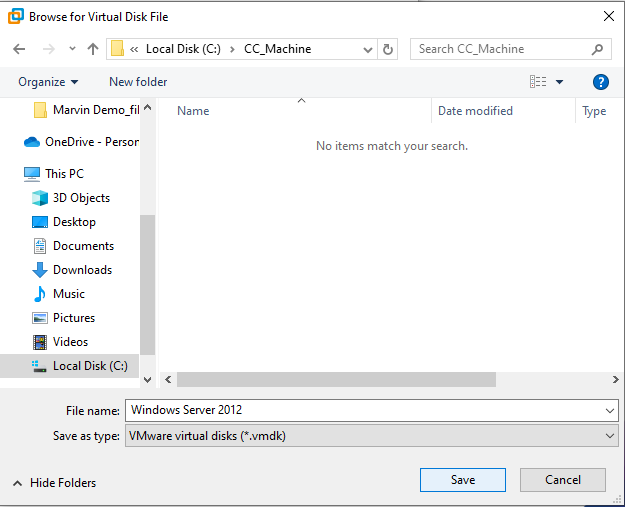 Browse for Virtual Disk File
« Local Disk (C:) > CC_Machine
Search CC_Machine
Organize
New folder
?
Name
Date modified
Type
No items match your search.
Marvin Demo_fil
OneDrive - Person
This PC
3D Objects
Desktop
Documents
Downloads
Music
Pictures
Videos
Local Disk (C:)
File name: Windows Server 2012
Save as type: VMware virtual disks (*.vmdk)
Hide Folders
Save
Cancel